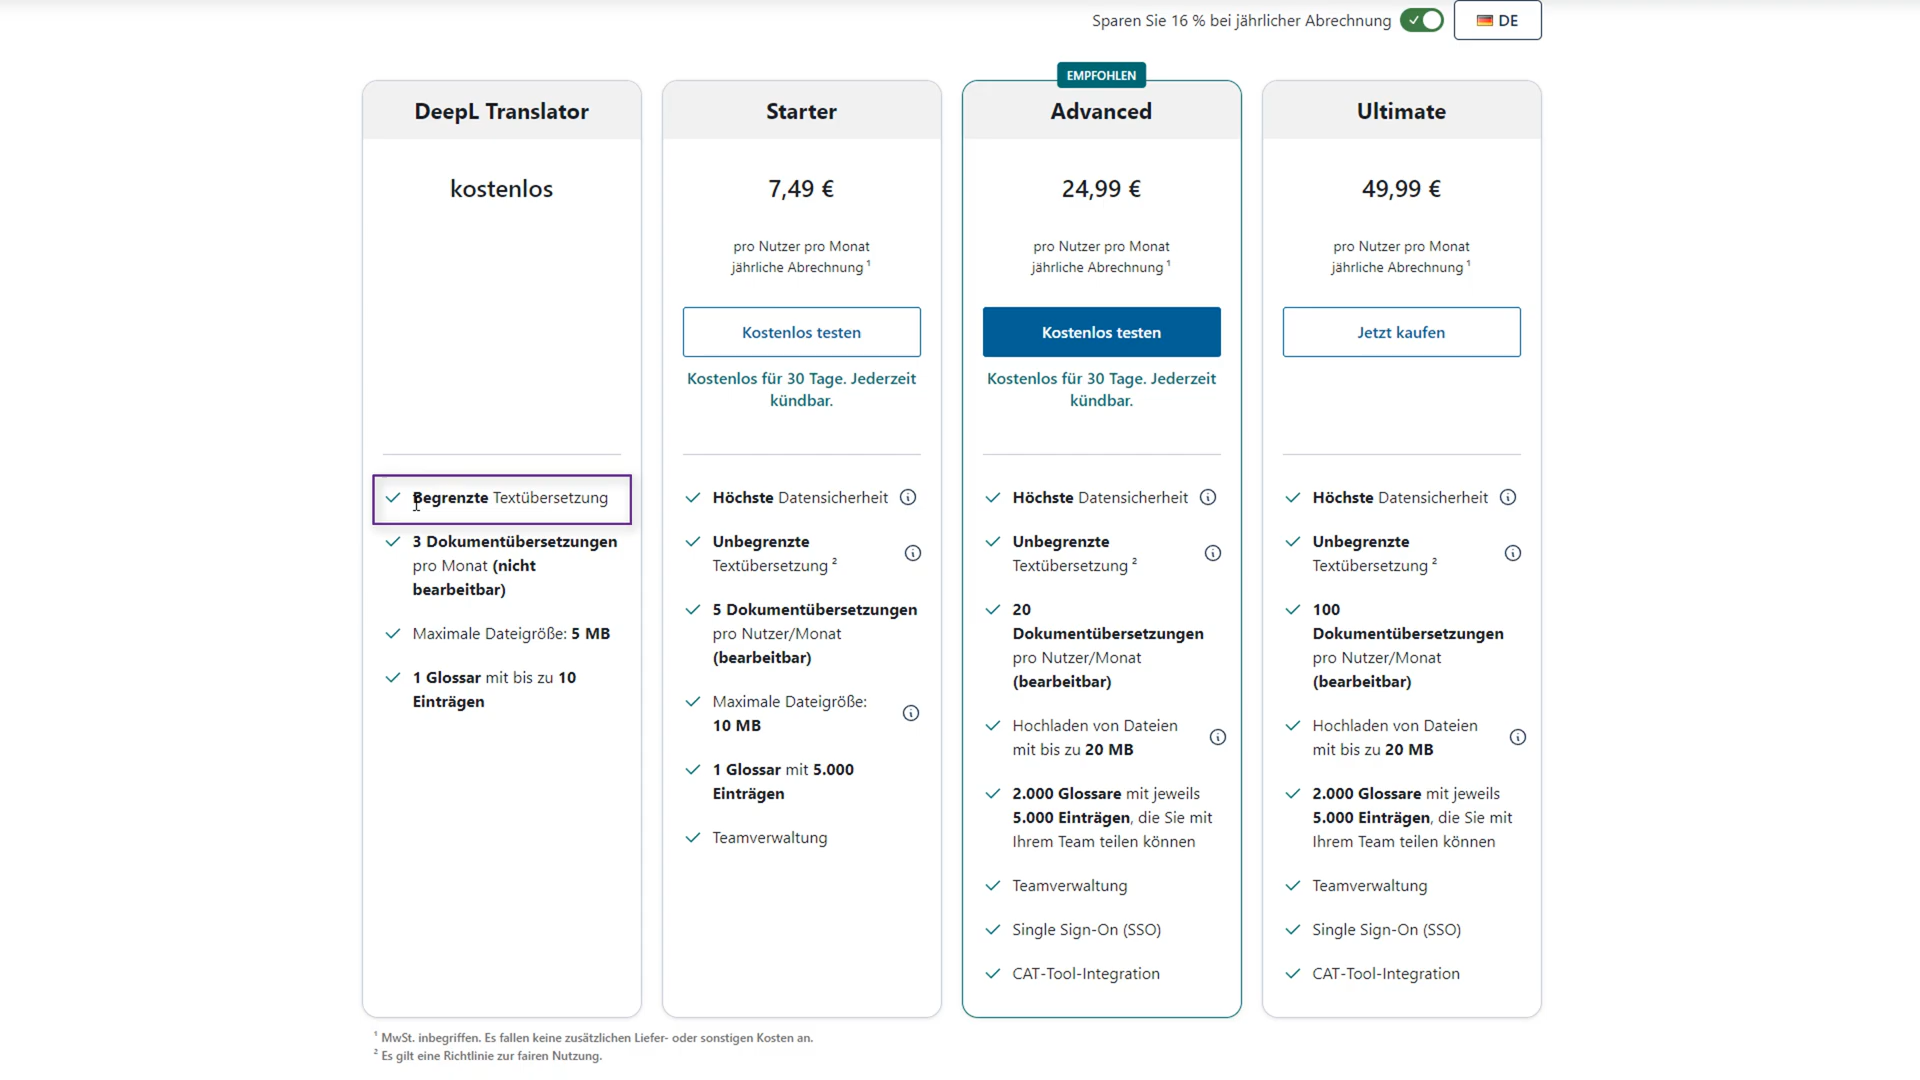 Sparen Sie 16 % bei jährlicher Abrechnung
DE
DeepL Translator
kostenlos
Begrenzte Textübersetzung
3 Dokumentübersetzungen
pro Monat (nicht
bearbeitbar)
Maximale Dateigröße: 5 MB
1 Glossar mit bis zu 10
Einträgen
Starter
7,49 €
pro Nutzer pro Monat
jährliche Abrechnung ¹
Kostenlos testen
Kostenlos für 30 Tage. Jederzeit
kündbar.
Höchste Datensicherheit
Unbegrenzte
Textübersetzung ²
5 Dokumentübersetzungen
pro Nutzer/Monat
(bearbeitbar)
Maximale Dateigröße:
10 MB
1 Glossar mit 5.000
Einträgen
Teamverwaltung
EMPFOHLEN
Advanced
24,99 €
pro Nutzer pro Monat
jährliche Abrechnung ¹
Kostenlos testen
Kostenlos für 30 Tage. Jederzeit
kündbar.
Höchste Datensicherheit
Unbegrenzte
Textübersetzung ²
20
Dokumentübersetzungen
pro Nutzer/Monat
(bearbeitbar)
Hochladen von Dateien
mit bis zu 20 MB
2.000 Glossare mit jeweils
5.000 Einträgen, die Sie mit
Ihrem Team teilen können
Teamverwaltung
Single Sign-On (SSO)
CAT-Tool-Integration
Ultimate
49,99 €
pro Nutzer pro Monat
jährliche Abrechnung ¹
Jetzt kaufen
Höchste Datensicherheit
Unbegrenzte
Textübersetzung ²
100
Dokumentübersetzungen
pro Nutzer/Monat
(bearbeitbar)
Hochladen von Dateien
mit bis zu 20 MB
2.000 Glossare mit jeweils
5.000 Einträgen, die Sie mit
Ihrem Team teilen können
Teamverwaltung
Single Sign-On (SSO)
CAT-Tool-Integration
¹ MwSt. inbegriffen. Es fallen keine zusätzlichen Liefer- oder sonstigen Kosten an.
² Es gilt eine Richtlinie zur fairen Nutzung.